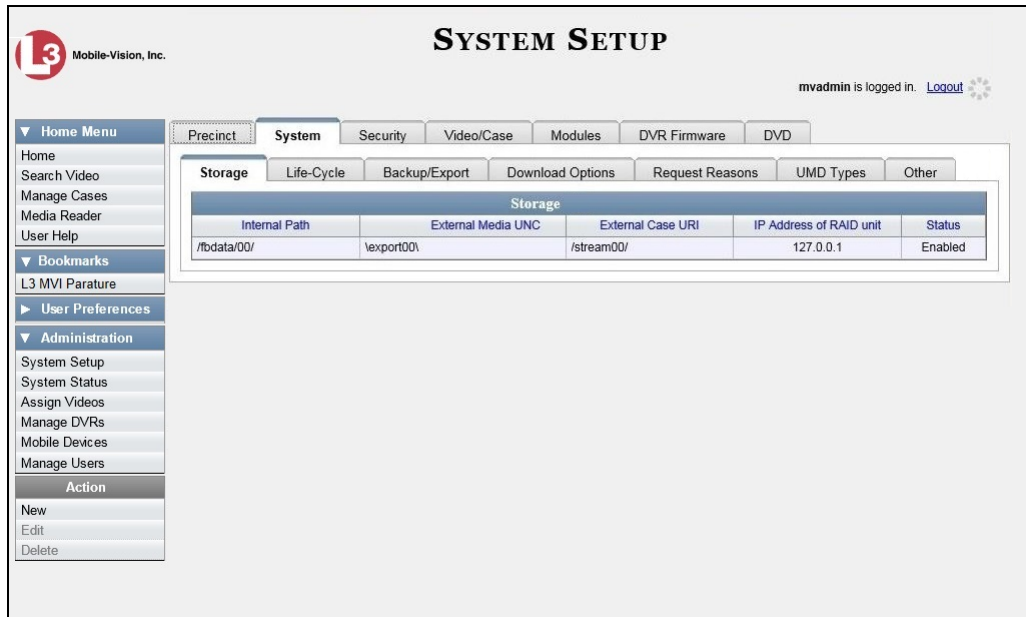 L3 Mobile-Vision, Inc.
SYSTEM SETUP
mvadmin is logged in. Logout
▼ Home Menu
Home
Search Video
Manage Cases
Media Reader
User Help
▼ Bookmarks
L3 MVI Parature
► User Preferences
▼ Administration
System Setup
System Status
Assign Videos
Manage DVRs
Mobile Devices
Manage Users
Action
New
Edit
Delete
Precinct System Security Video/Case Modules DVR Firmware DVD
Storage Life-Cycle Backup/Export Download Options Request Reasons UMD Types Other
Storage
Internal Path External Media UNC External Case URI IP Address of RAID unit Status
/fbdata/00/ \export00\ /stream00/ 127.0.0.1 Enabled